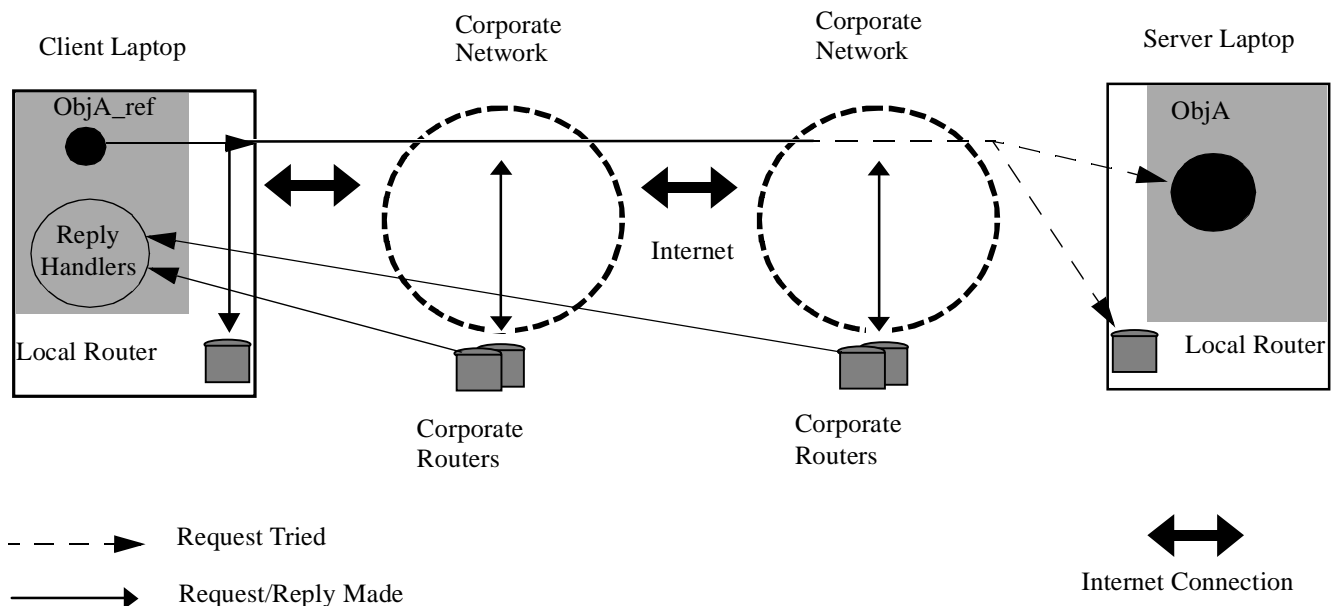 Client Laptop
Corporate
Network
Corporate
Network
Server Laptop
ObjA_ref
ObjA
Reply
Handlers
Internet
Local Router
Local Router
Corporate
Routers
Corporate
Routers
Request Tried
Request/Reply Made
Internet Connection